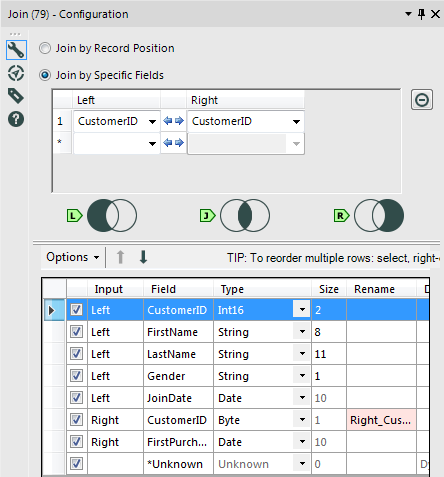 Join (79) - Configuration
Join by Record Position
Join by Specific Fields
Left Right
1 CustomerID CustomerID
*
L J R
Options TIP: To reorder multiple rows: select, right-c
Input Field Type Size Rename D
Left CustomerID Int16 2
Left FirstName String 8
Left LastName String 11
Left Gender String 1
Left JoinDate Date 10
Right CustomerID Byte 1 Right_Cus...
Right FirstPurch... Date 10
*Unknown Unknown 0 Dy